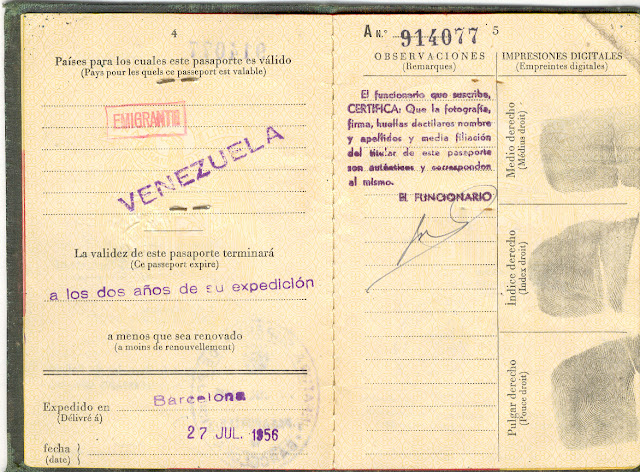 4
Países para los cuales este pasaporte es válido
(Pays pour les quels ce passeport est valable)
EMIGRANTE
VENEZUELA
La validez de este pasaporte terminará
(Ce passeport expire)
a los dos años de su expedición
a menos que sea renovado
(a moins de renouvellement)
Expedido en
(Délivré á)
Barcelona
27 JUL. 1956
fecha
(date)
A N.º 914077
5
OBSERVACIONES
(Remarques)
El funcionario que suscribe,
CERTIFICA: Que la fotografía,
firma, huellas dactilares nombre
y apellidos y media filiación
del titular de este pasaporte
son auténticos y corresponden
al mismo.
EL FUNCIONARIO
IMPRESIONES DIGITALES
(Empreintes digitales)
Medio derecho
(Médius droit)
Índice derecho
(Index droit)
Pulgar derecho
(Pouce droit)